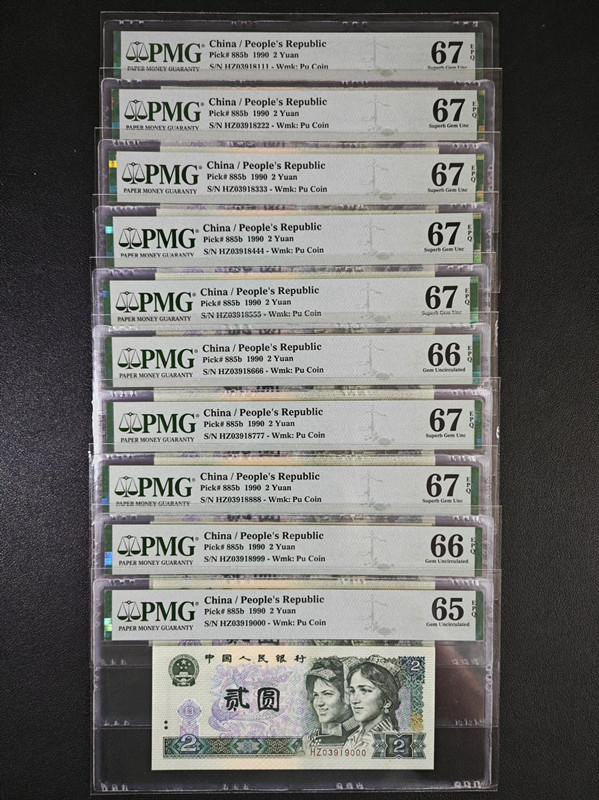 PMG
PAPER MONEY GUARANTY
China / People's Republic
Pick# 885b 1990 2 Yuan
S/N HZ03918111 - Wmk: Pu Coin
67 EPQ
Superb Gem Unc
PMG
PAPER MONEY GUARANTY
China / People's Republic
Pick# 885b 1990 2 Yuan
S/N HZ03918222 - Wmk: Pu Coin
67 EPQ
Superb Gem Unc
PMG
PAPER MONEY GUARANTY
China / People's Republic
Pick# 885b 1990 2 Yuan
S/N HZ03918333 - Wmk: Pu Coin
67 EPQ
Superb Gem Unc
PMG
PAPER MONEY GUARANTY
China / People's Republic
Pick# 885b 1990 2 Yuan
S/N HZ03918444 - Wmk: Pu Coin
67 EPQ
Superb Gem Unc
PMG
PAPER MONEY GUARANTY
China / People's Republic
Pick# 885b 1990 2 Yuan
S/N HZ03918555 - Wmk: Pu Coin
67 EPQ
Superb Gem Unc
PMG
PAPER MONEY GUARANTY
China / People's Republic
Pick# 885b 1990 2 Yuan
S/N HZ03918666 - Wmk: Pu Coin
66 EPQ
Gem Uncirculated
PMG
PAPER MONEY GUARANTY
China / People's Republic
Pick# 885b 1990 2 Yuan
S/N HZ03918777 - Wmk: Pu Coin
67 EPQ
Superb Gem Unc
PMG
PAPER MONEY GUARANTY
China / People's Republic
Pick# 885b 1990 2 Yuan
S/N HZ03918888 - Wmk: Pu Coin
67 EPQ
Superb Gem Unc
PMG
PAPER MONEY GUARANTY
China / People's Republic
Pick# 885b 1990 2 Yuan
S/N HZ03918999 - Wmk: Pu Coin
66 EPQ
Gem Uncirculated
PMG
PAPER MONEY GUARANTY
China / People's Republic
Pick# 885b 1990 2 Yuan
S/N HZ03919000 - Wmk: Pu Coin
65 EPQ
Gem Uncirculated
中国人民银行
2
贰圆
HZ03919000
2
2